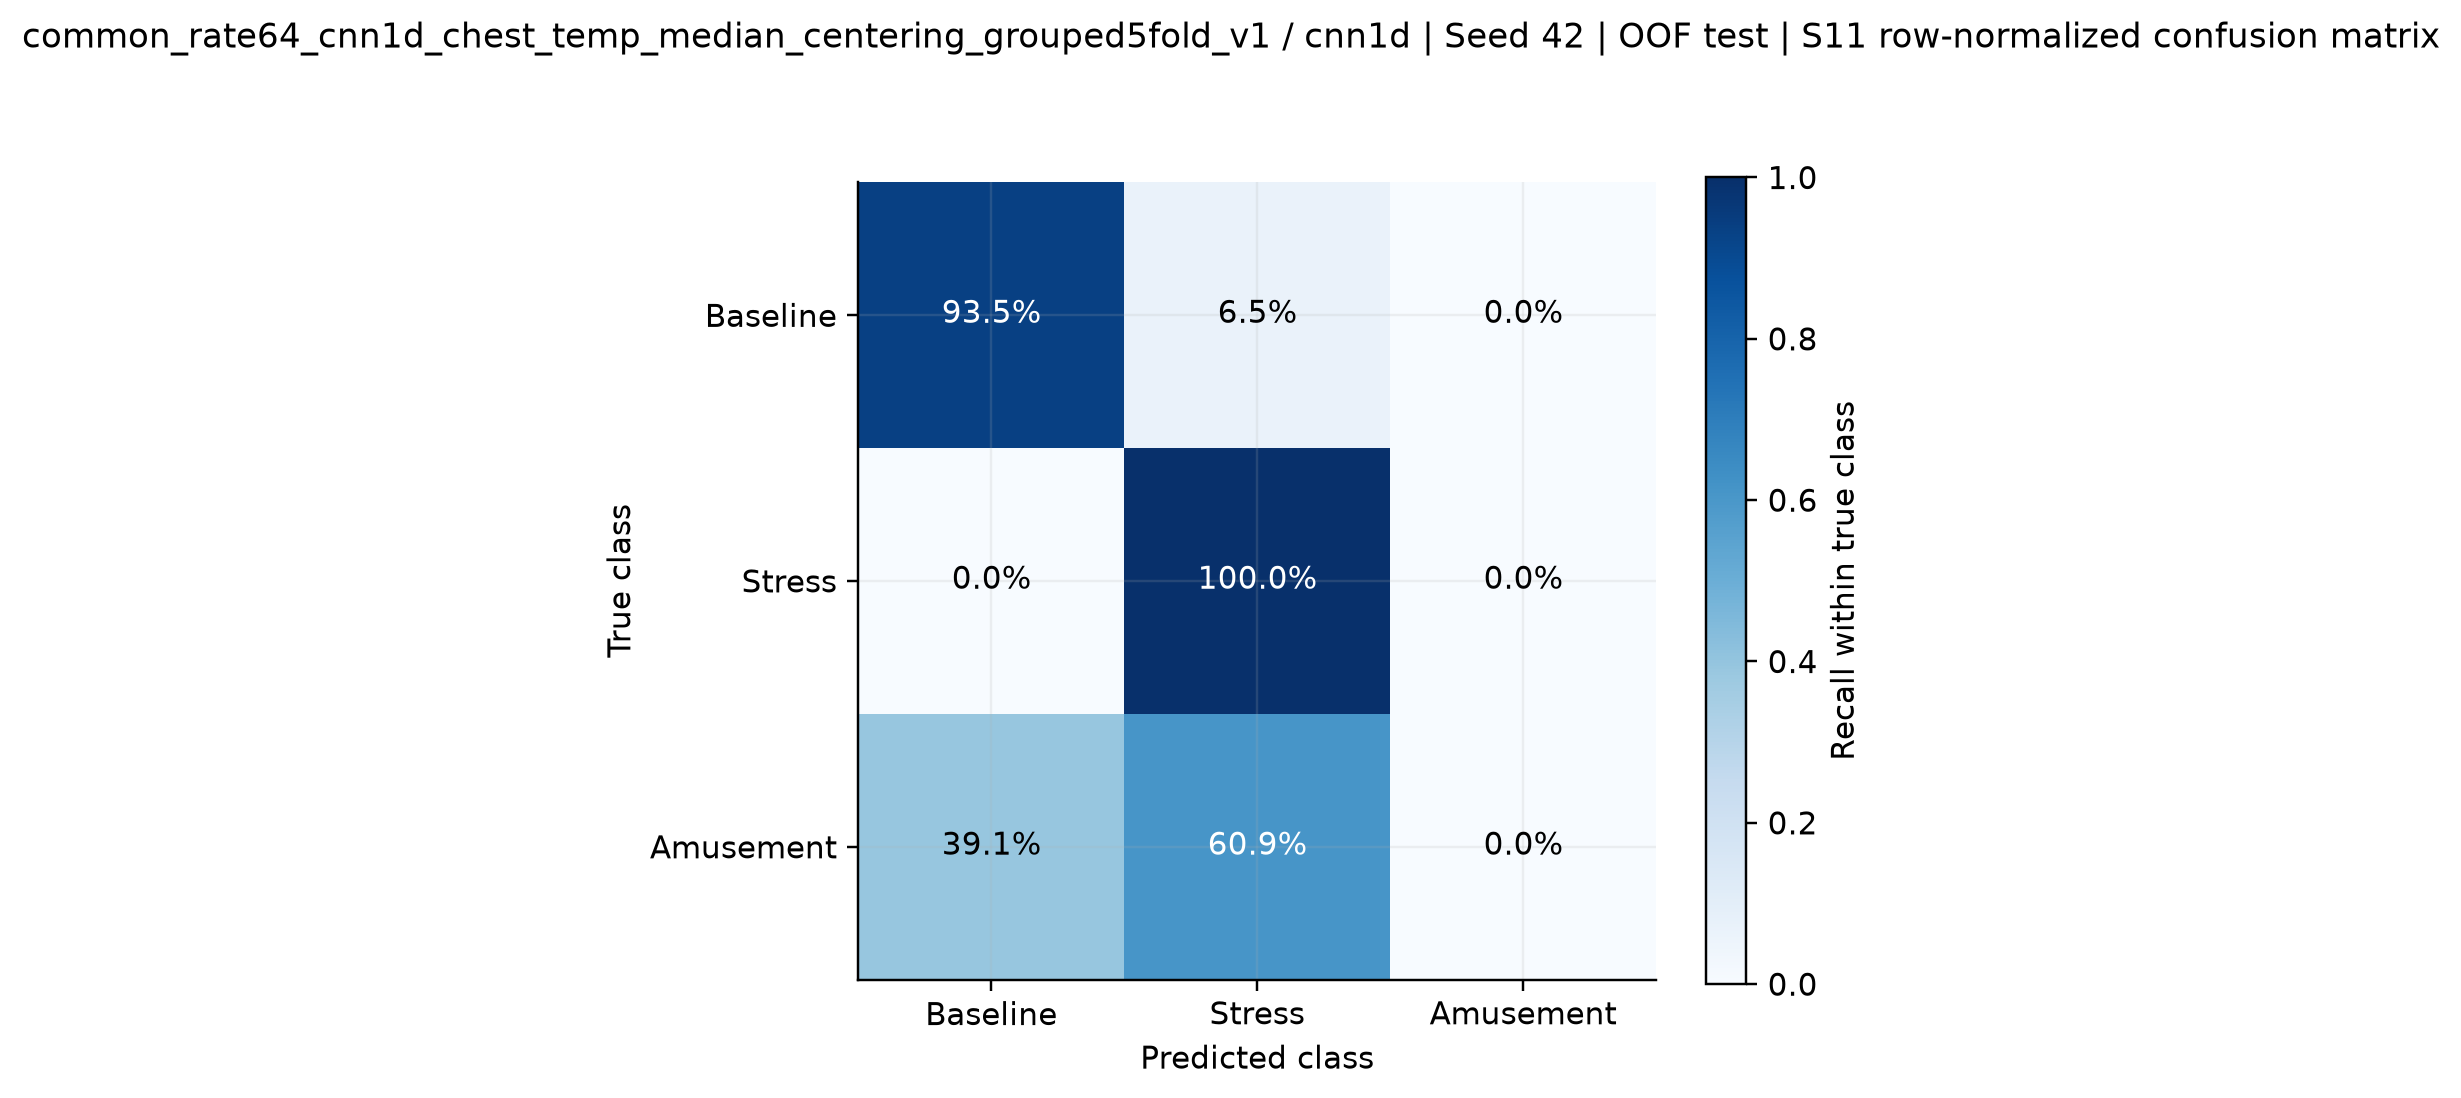 common_rate64_cnn1d_chest_temp_median_centering_grouped5fold_v1 / cnn1d | Seed 42 | OOF test | S11 row-normalized confusion matrix
True class
Baseline 93.5% 6.5% 0.0%
Stress 0.0% 100.0% 0.0%
Amusement 39.1% 60.9% 0.0%
Baseline Stress Amusement
Predicted class
1.0
0.8
0.6
0.4
0.2
0.0
Recall within true class